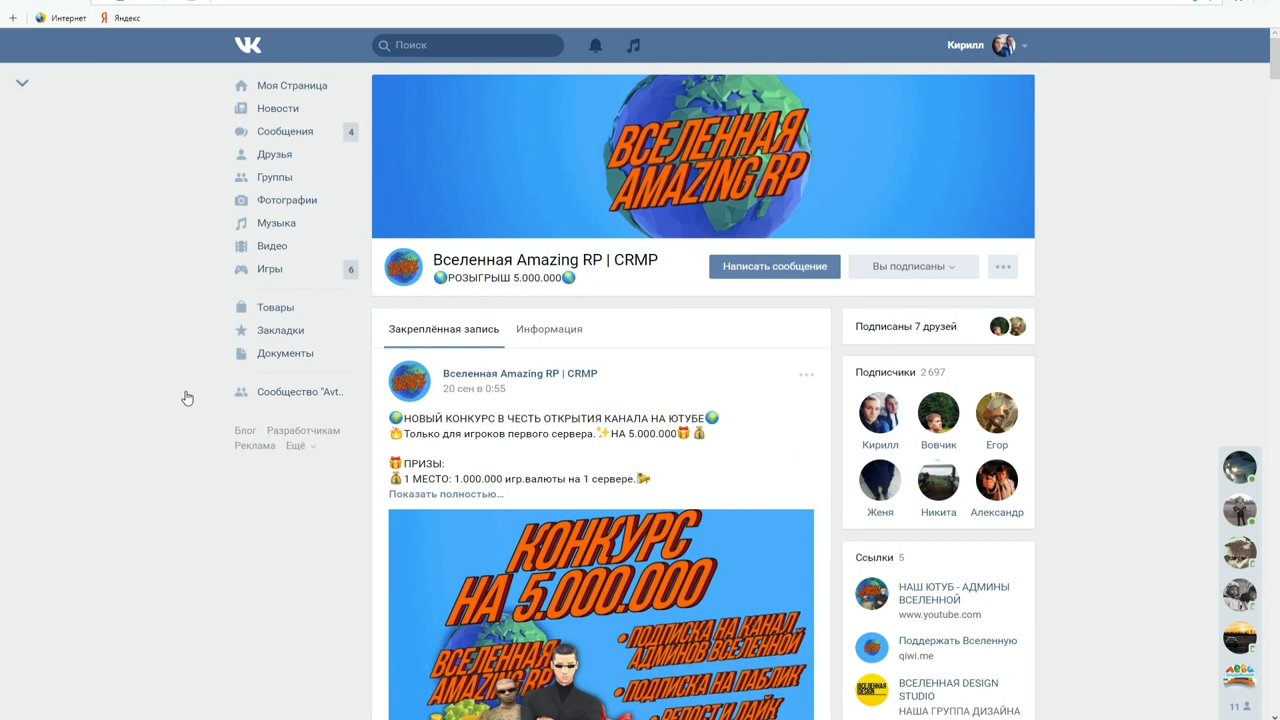 Интернет
Яндекс
Поиск
Кирилл
Моя Страница
Новости
Сообщения 4
Друзья
Группы
Фотографии
Музыка
Видео
Игры 6
Товары
Закладки
Документы
Сообщество "Avt..
Блог Разработчикам
Реклама Ещё
ВСЕЛЕННАЯ
AMAZING RP
Вселенная Amazing RP | CRMP
РОЗЫГРЫШ 5.000.000
Написать сообщение
Вы подписаны
Закреплённая запись
Информация
Вселенная Amazing RP | CRMP
20 сен в 0:55
НОВЫЙ КОНКУРС В ЧЕСТЬ ОТКРЫТИЯ КАНАЛА НА ЮТУБЕ
Только для игроков первого сервера. НА 5.000.000
ПРИЗЫ:
1 МЕСТО: 1.000.000 игр.валюты на 1 сервере.
Показать полностью…
КОНКУРС
НА 5.000.000
ВСЕЛЕННАЯ
AMAZING RP
• ПОДПИСКА НА КАНАЛ
АДМИНОВ ВСЕЛЕННОЙ
• ПОДПИСКА НА ПАБЛИК
• РЕПОСТ И ЛАЙК
Подписаны 7 друзей
Подписчики 2 697
Кирилл
Вовчик
Егор
Женя
Никита
Александр
Ссылки 5
НАШ ЮТУБ - АДМИНЫ
ВСЕЛЕННОЙ
www.youtube.com
Поддержать Вселенную
qiwi.me
ВСЕЛЕННАЯ DESIGN
STUDIO
НАША ГРУППА ДИЗАЙНА
11